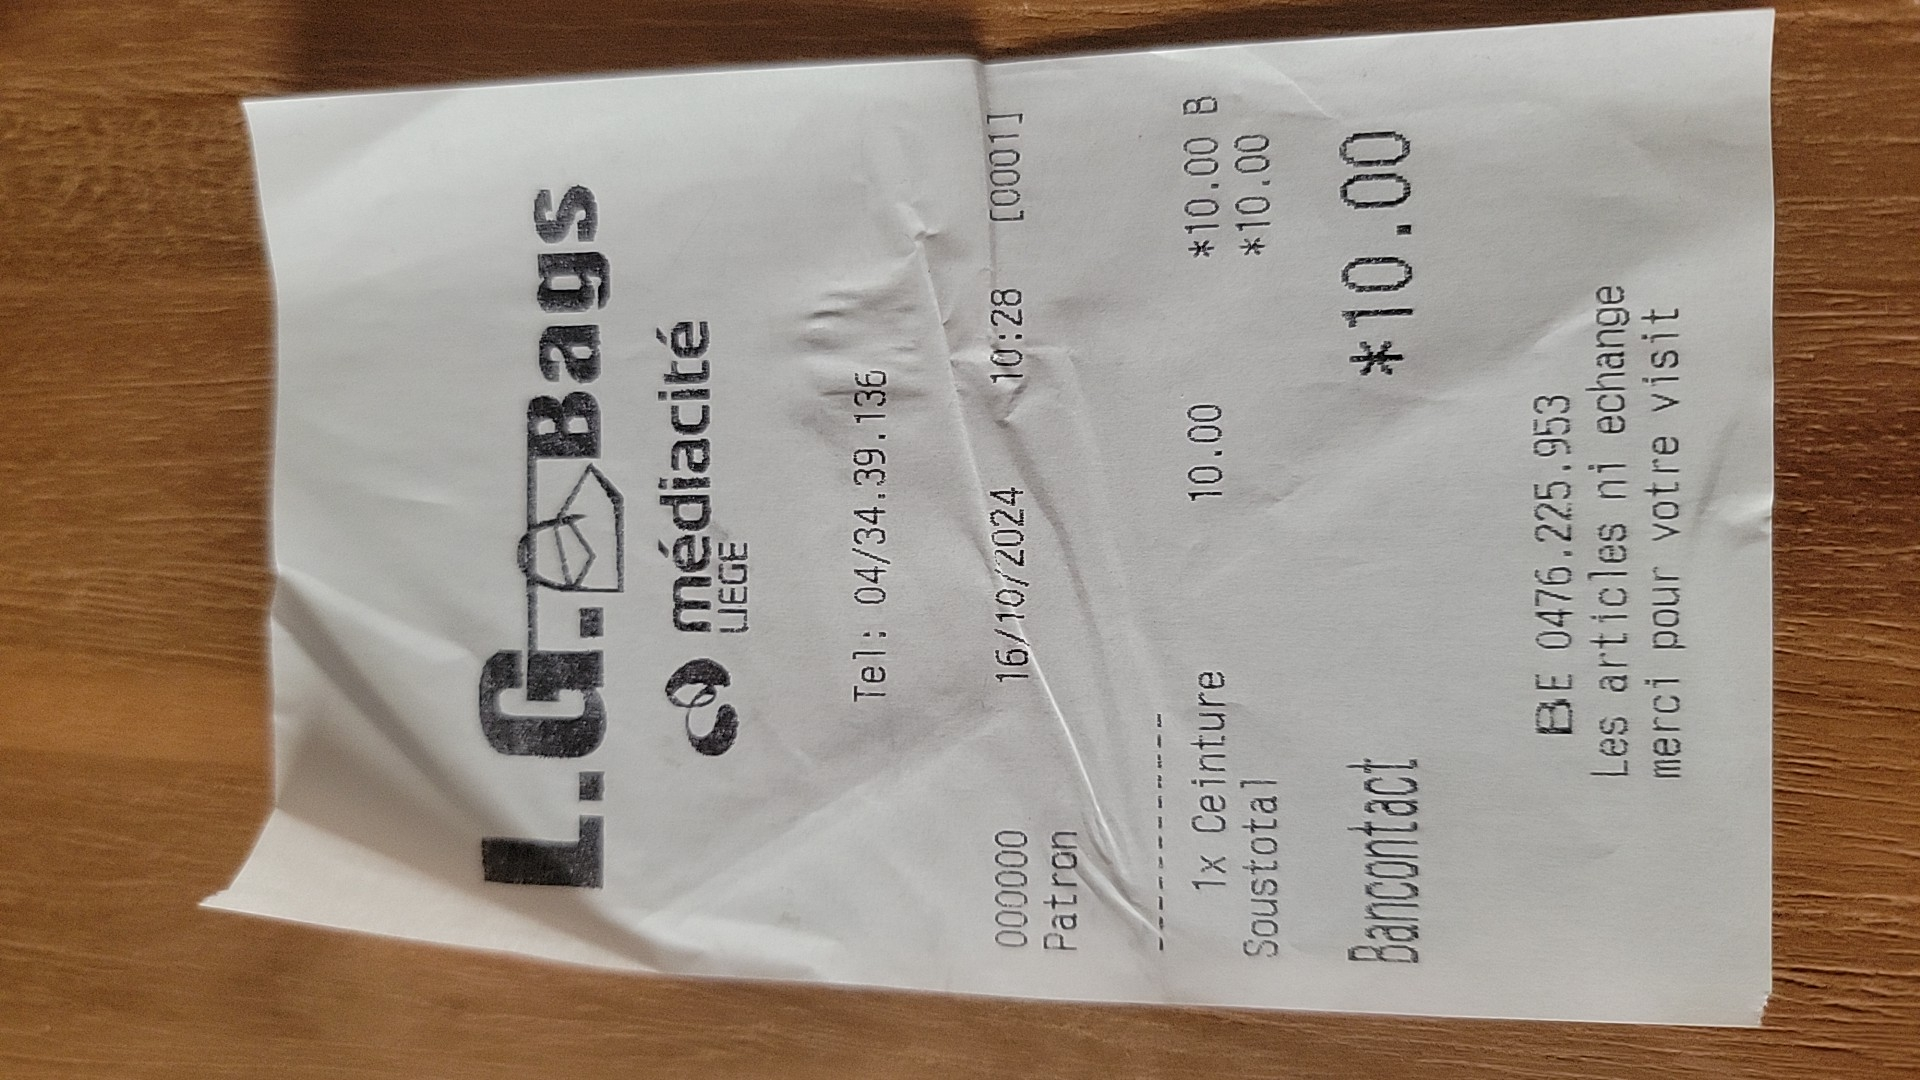 L.G. Bags
médiacité
LIEGE
Tel: 04/34.39.136
000000 16/10/2024 10:28 [0001]
Patron
------------
1x Ceinture 10.00 *10.00 B
Soustotal *10.00
Bancontact *10.00
BE 0476.225.953
Les articles ni echange
merci pour votre visit